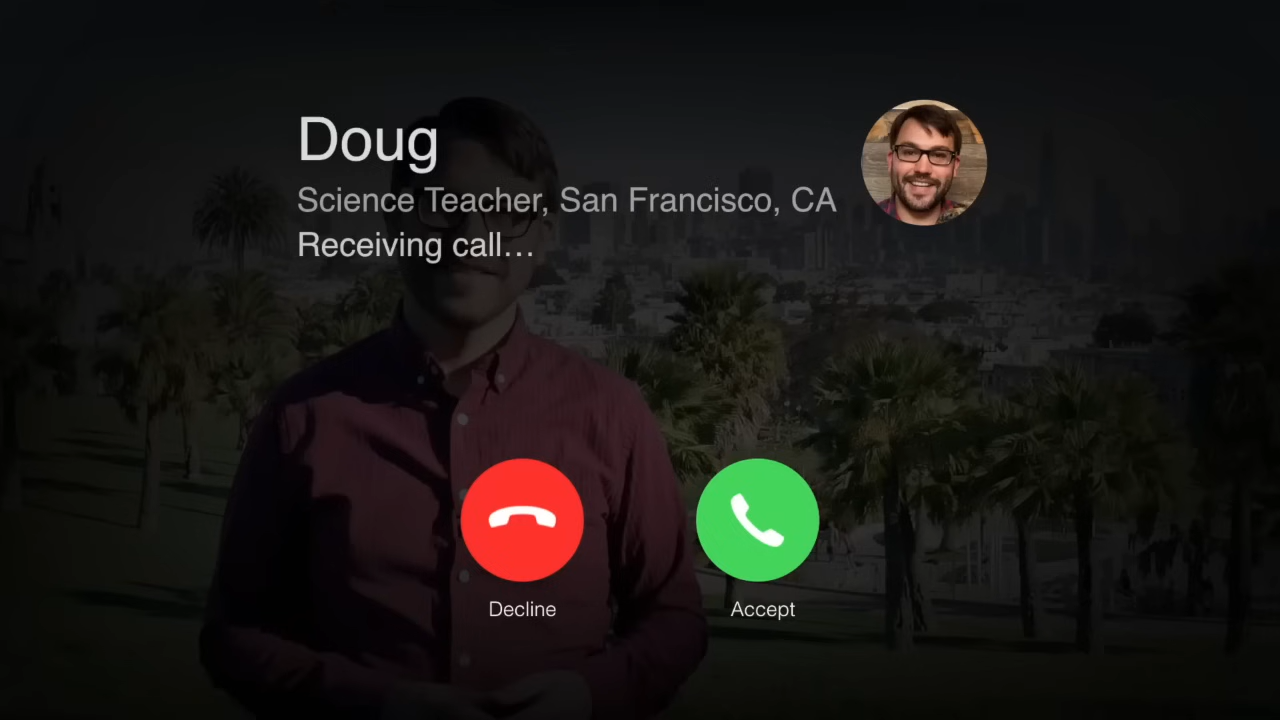 Doug
Science Teacher, San Francisco, CA
Receiving call...
Decline
Accept